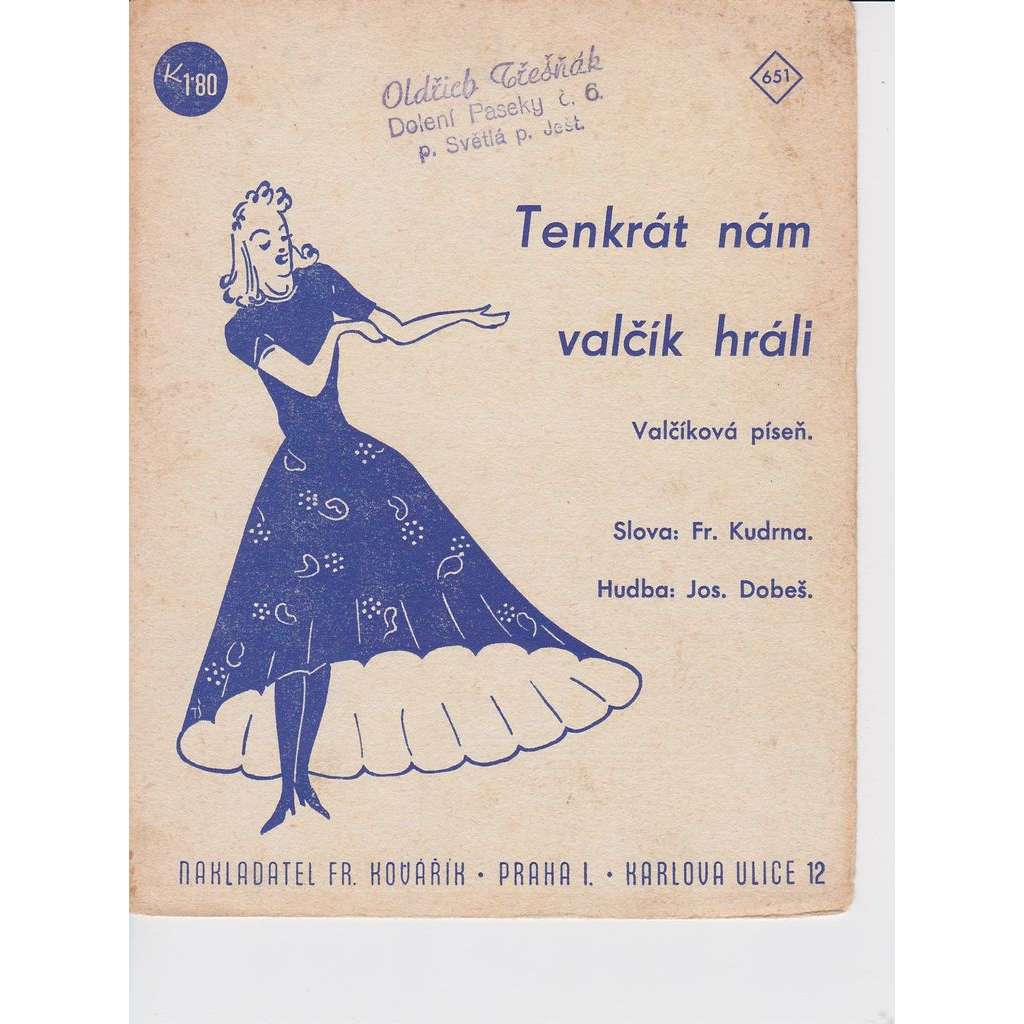 K 1·80
Oldřich Třešňák
Dolení Paseky č. 6.
p. Světlá p. Ješt.
651
Tenkrát nám
valčík hráli
Valčíková píseň.
Slova: Fr. Kudrna.
Hudba: Jos. Dobeš.
NAKLADATEL FR. KOVÁŘÍK · PRAHA I. · KARLOVA ULICE 12